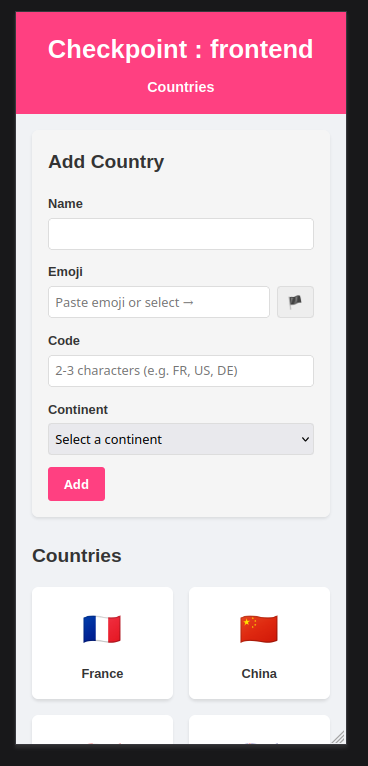 Checkpoint : frontend
Countries
Add Country
Name
Emoji
Paste emoji or select →
Code
2-3 characters (e.g. FR, US, DE)
Continent
Select a continent
Add
Countries
France
China